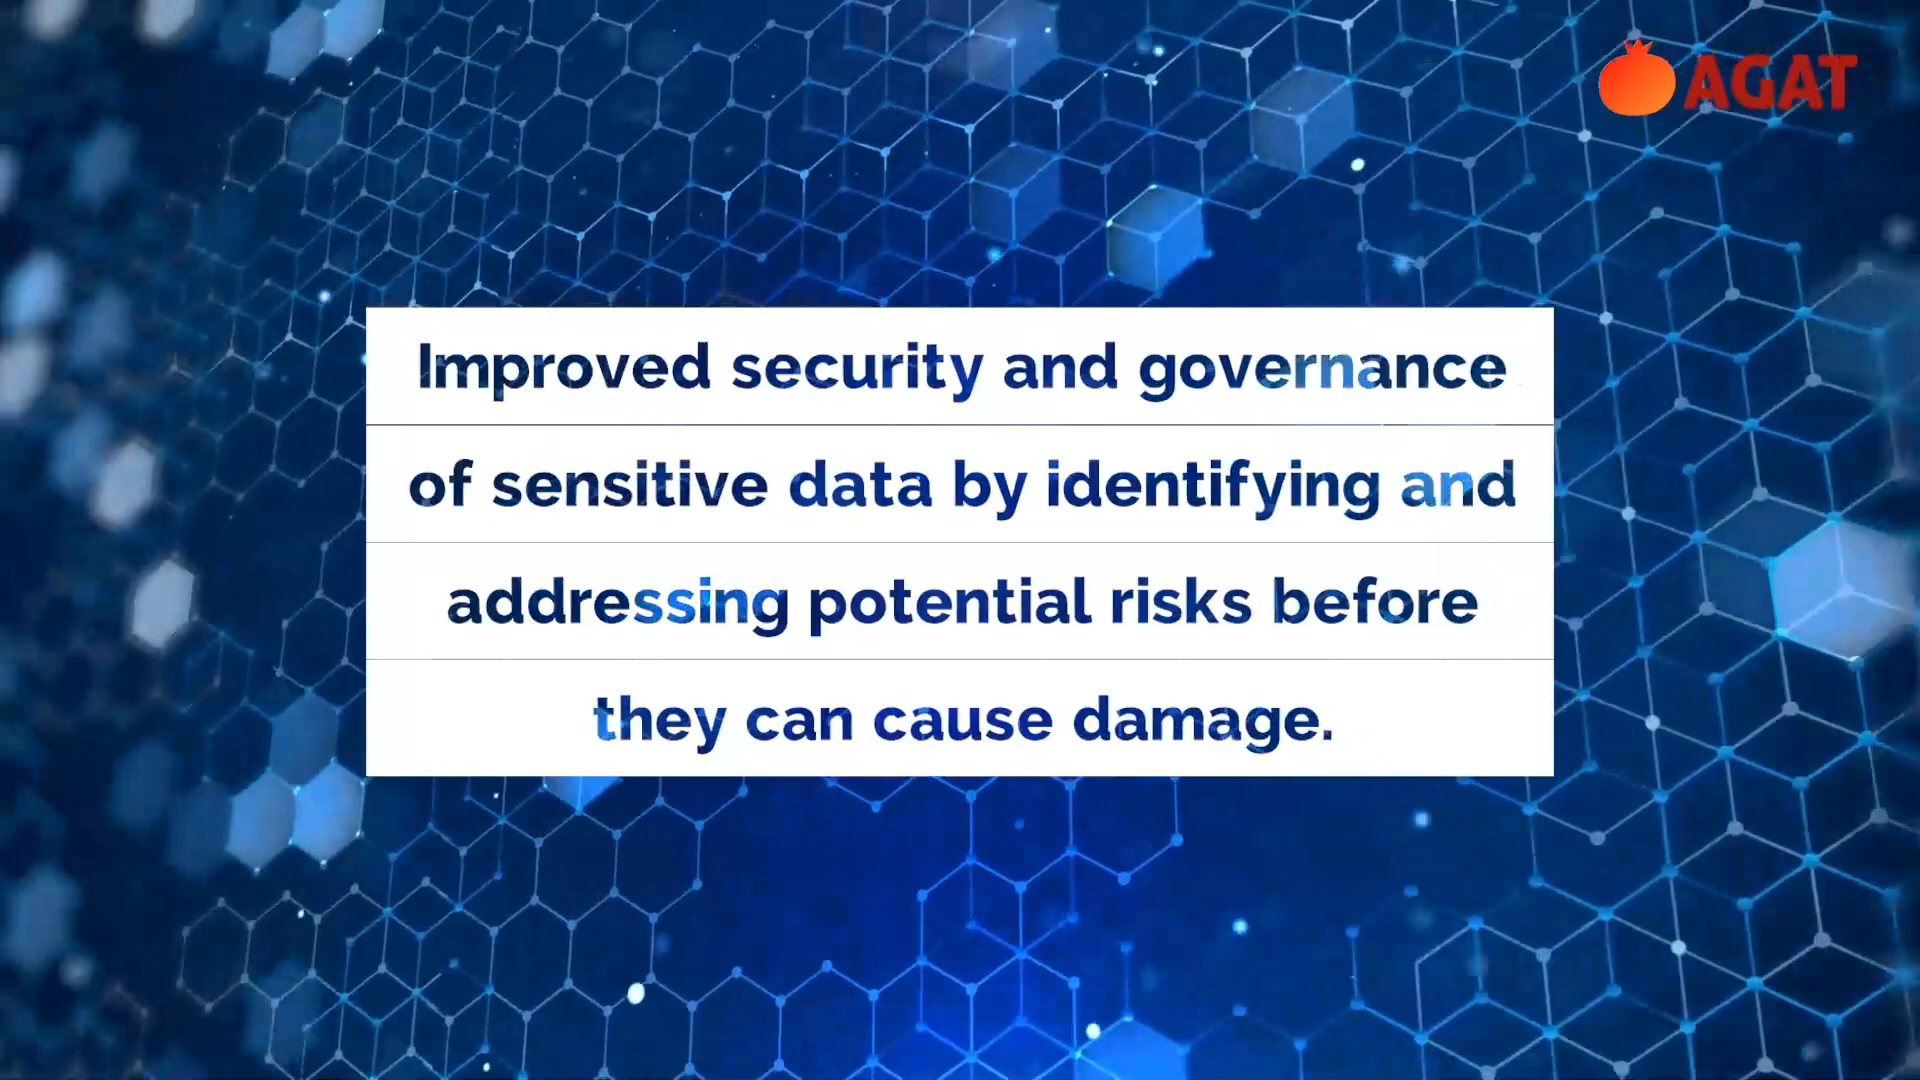 AGAT
Improved security and governance
of sensitive data by identifying and
addressing potential risks before
they can cause damage.